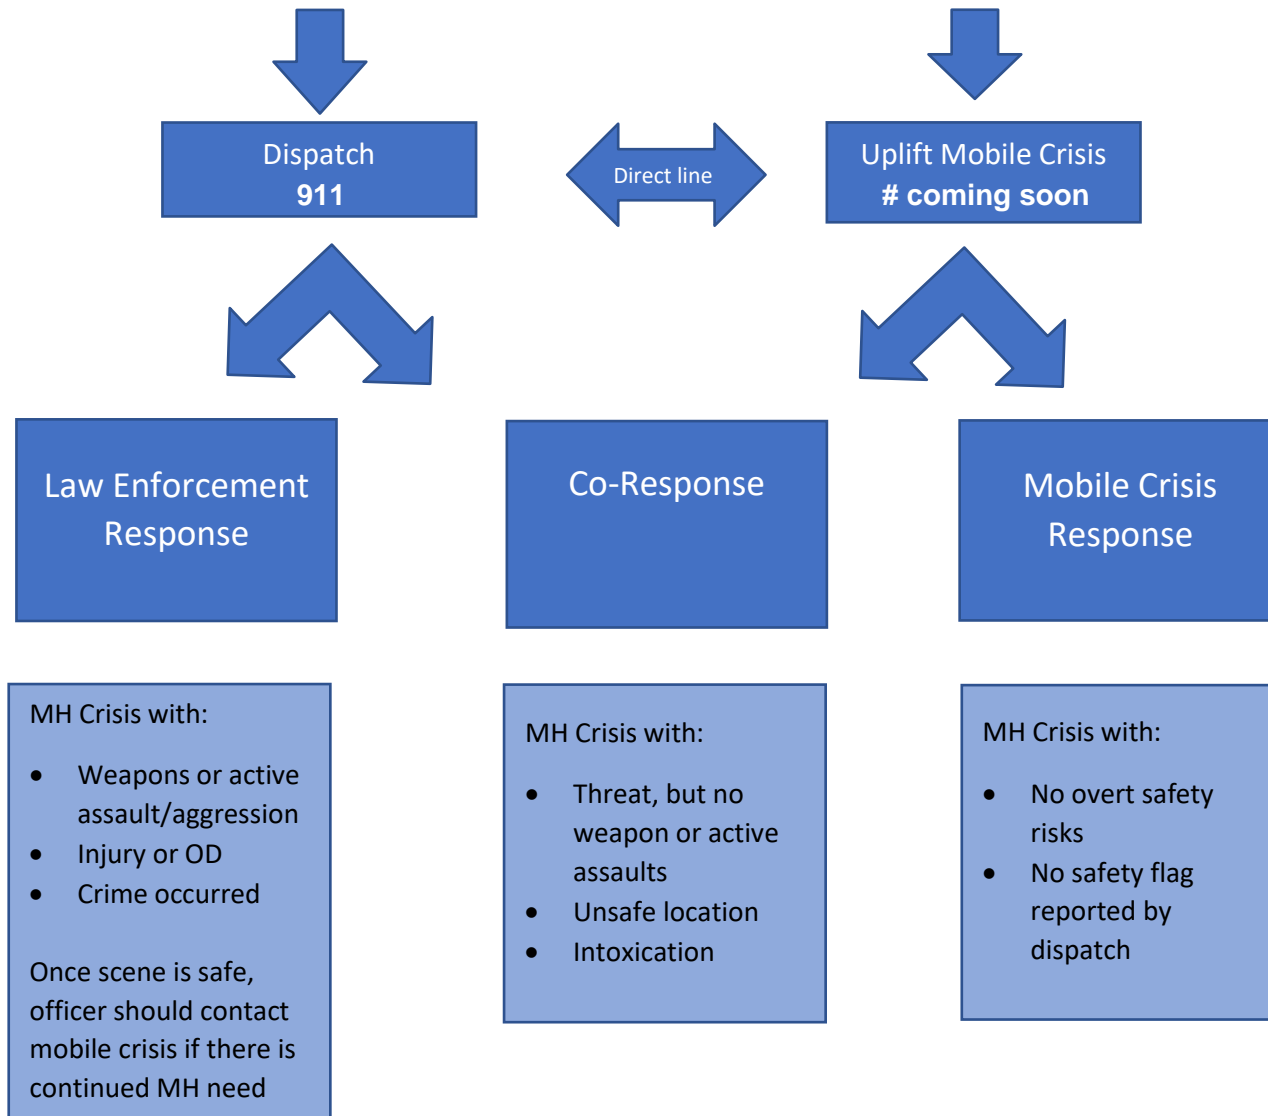 Dispatch
911
Direct line
Uplift Mobile Crisis
# coming soon
Law Enforcement
Response
Co-Response
Mobile Crisis
Response
MH Crisis with:
• Weapons or active
assault/aggression
• Injury or OD
• Crime occurred
Once scene is safe,
officer should contact
mobile crisis if there is
continued MH need
MH Crisis with:
• Threat, but no
weapon or active
assaults
• Unsafe location
• Intoxication
MH Crisis with:
• No overt safety
risks
• No safety flag
reported by
dispatch